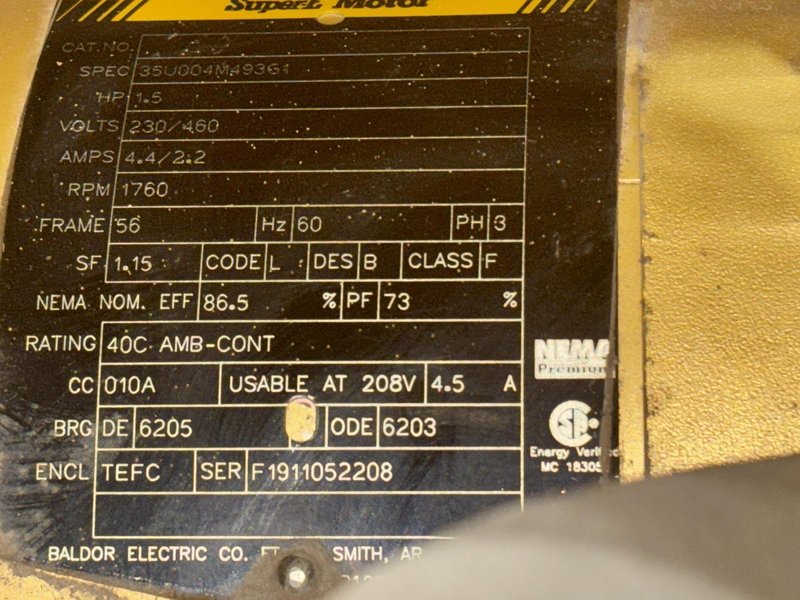 Super-E Motor
CAT.NO.
SPEC 35U004M493G1
HP 1.5
VOLTS 230/460
AMPS 4.4/2.2
RPM 1760
FRAME 56 Hz 60 PH 3
SF 1.15 CODE L DES B CLASS F
NEMA NOM. EFF 86.5 % PF 73 %
RATING 40C AMB-CONT
CC 010A USABLE AT 208V 4.5 A
BRG DE 6205 ODE 6203
ENCL TEFC SER F1911052208
BALDOR ELECTRIC CO. FT. SMITH, AR
NEMA
Premium
Energy
MC 18305